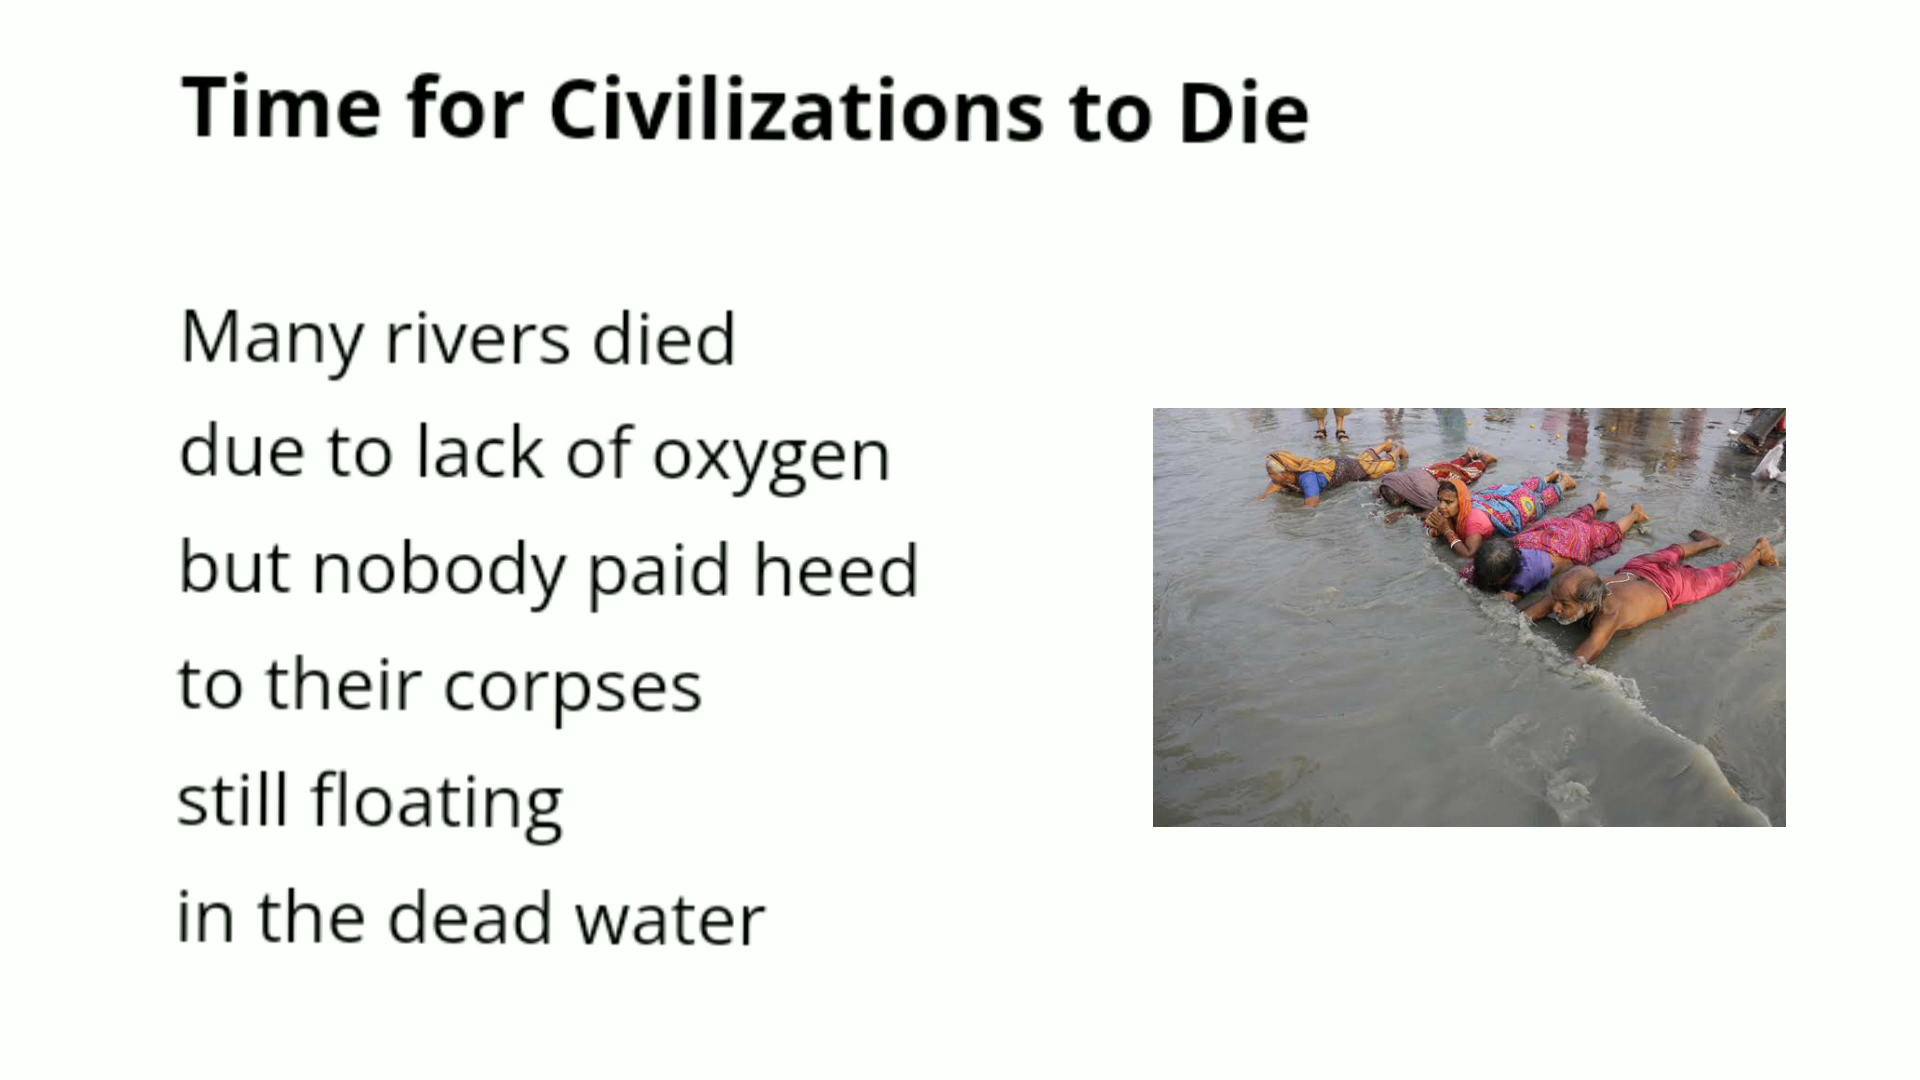 Time for Civilizations to Die
Many rivers died
due to lack of oxygen
but nobody paid heed
to their corpses
still floating
in the dead water